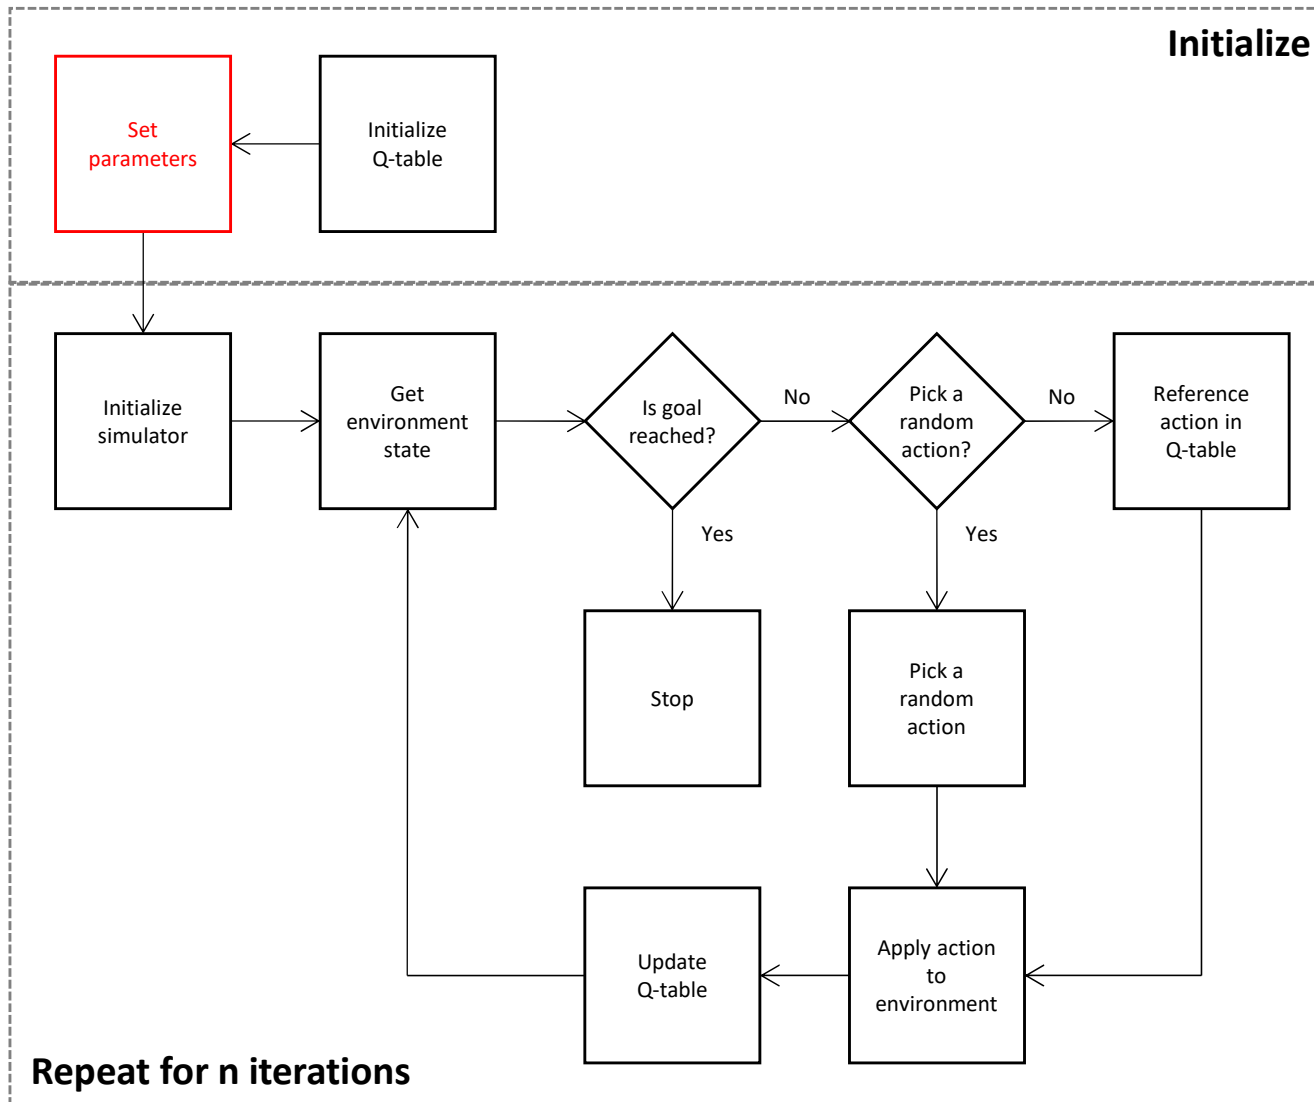 Initialize
Set
parameters
Initialize
Q-table
Initialize
simulator
Get
environment
state
Is goal
reached?
No
Pick a
random
action?
No
Reference
action in
Q-table
Yes
Yes
Stop
Pick a
random
action
Update
Q-table
Apply action
to
environment
Repeat for n iterations